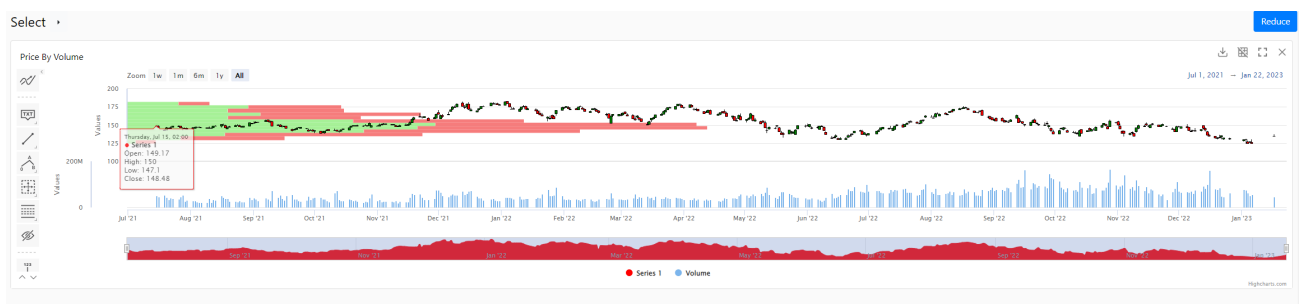 Select
Reduce
Price By Volume
Zoom 1w 1m 6m 1y All
Jul 1, 2021 → Jan 22, 2023
TXT
A
123
200
175
150
125
100
Values
200M
0
Values
Thursday, Jul 15, 02:00
● Series 1
Open: 149.17
High: 150
Low: 147.1
Close: 148.48
Jul '21 Aug '21 Sep '21 Oct '21 Nov '21 Dec '21 Jan '22 Feb '22 Mar '22 Apr '22 May '22 Jun '22 Jul '22 Aug '22 Sep '22 Oct '22 Nov '22 Dec '22 Jan '23
Sep '21 Nov '21 Jan '22 Mar '22 May '22 Jul '22 Sep '22 Nov '22 Jan '23
Series 1 Volume
Highcharts.com